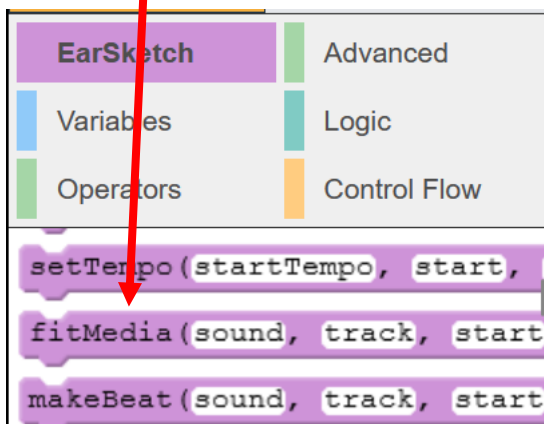 EarSketch Advanced
Variables Logic
Operators Control Flow
setTempo(startTempo, start,
fitMedia(sound, track, start
makeBeat(sound, track, start